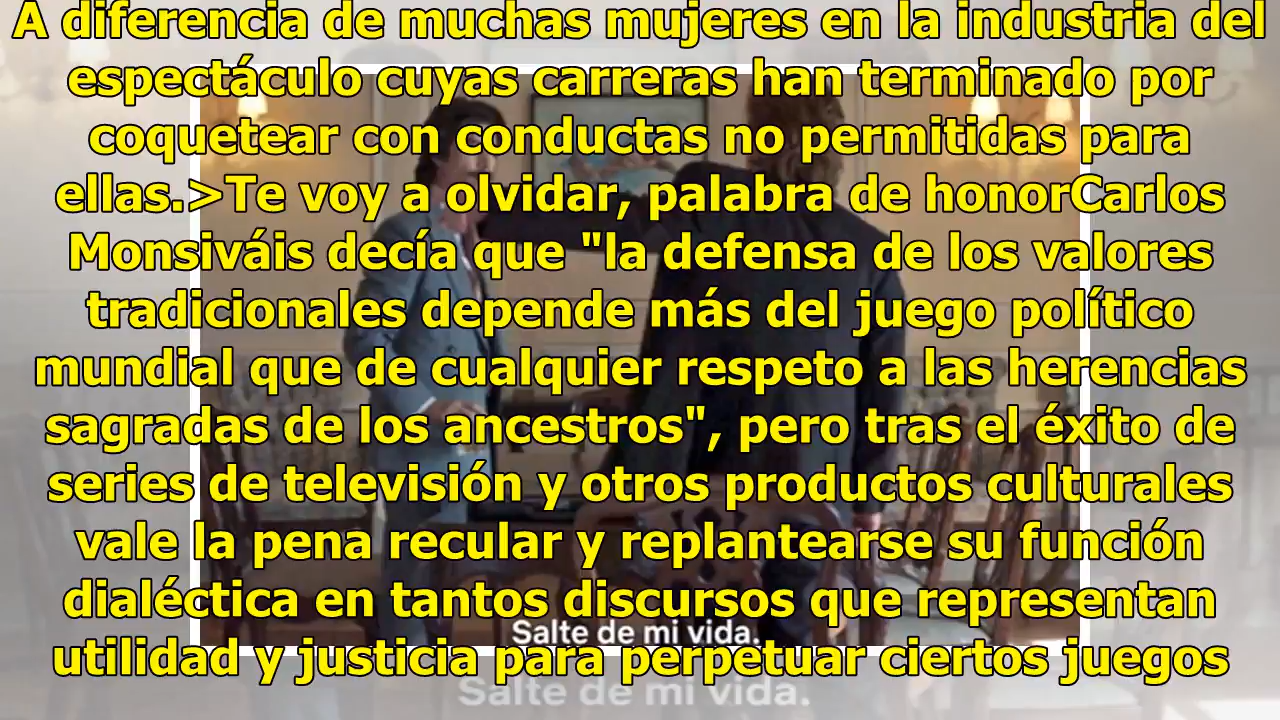 A diferencia de muchas mujeres en la industria del
espectáculo cuyas carreras han terminado por
coquetear con conductas no permitidas para
ellas.>Te voy a olvidar, palabra de honorCarlos
Monsiváis decía que "la defensa de los valores
tradicionales depende más del juego político
mundial que de cualquier respeto a las herencias
sagradas de los ancestros", pero tras el éxito de
series de televisión y otros productos culturales
vale la pena recular y replantearse su función
dialéctica en tantos discursos que representan
Salte de mi vida.
utilidad y justicia para perpetuar ciertos juegos
Salte de mi vida.